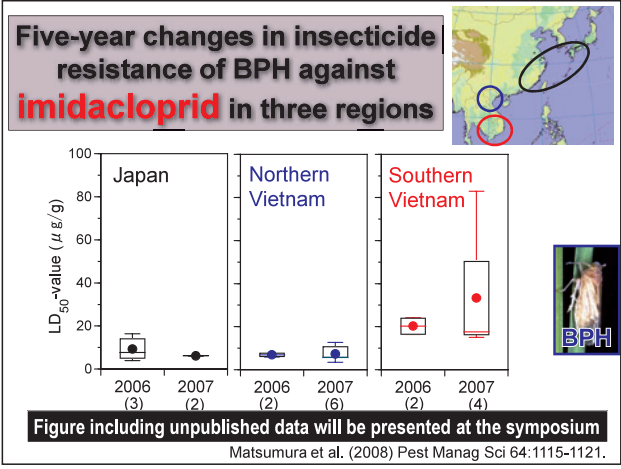 Five-year changes in insecticide
resistance of BPH against
imidacloprid in three regions
LD50-value (μg/g)
100
80
60
40
20
0
Japan
Northern
Vietnam
Southern
Vietnam
2006 2007 2006 2007 2006 2007
(3) (2) (2) (6) (2) (4)
BPH
Figure including unpublished data will be presented at the symposium
Matsumura et al. (2008) Pest Manag Sci 64:1115-1121.